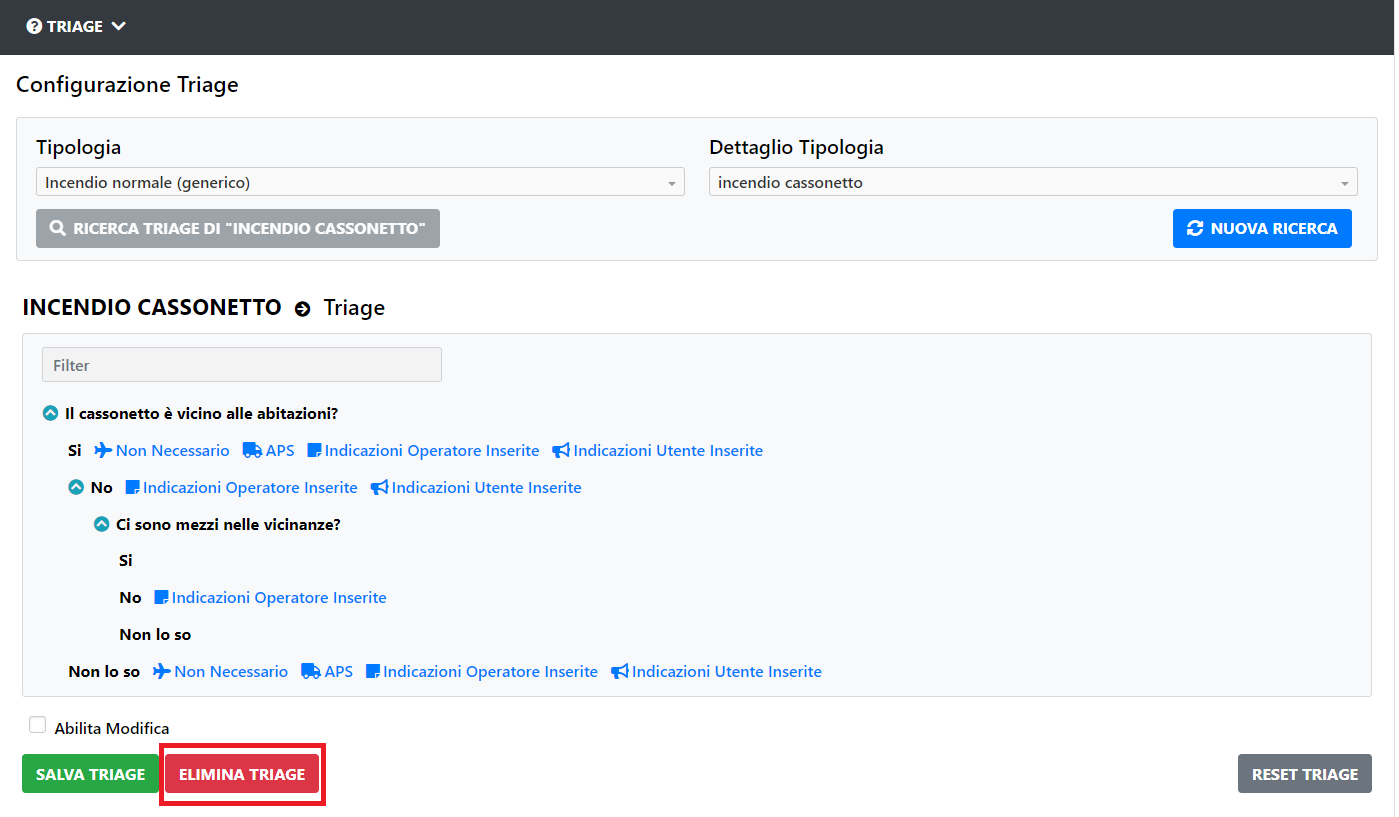 TRIAGE
Configurazione Triage
Tipologia
Dettaglio Tipologia
Incendio normale (generico)
incendio cassonetto
RICERCA TRIAGE DI "INCENDIO CASSONETTO"
NUOVA RICERCA
INCENDIO CASSONETTO Triage
Filter
Il cassonetto è vicino alle abitazioni?
Si Non Necessario APS Indicazioni Operatore Inserite Indicazioni Utente Inserite
No Indicazioni Operatore Inserite Indicazioni Utente Inserite
Ci sono mezzi nelle vicinanze?
Si
No Indicazioni Operatore Inserite
Non lo so
Non lo so Non Necessario APS Indicazioni Operatore Inserite Indicazioni Utente Inserite
Abilita Modifica
SALVA TRIAGE ELIMINA TRIAGE RESET TRIAGE